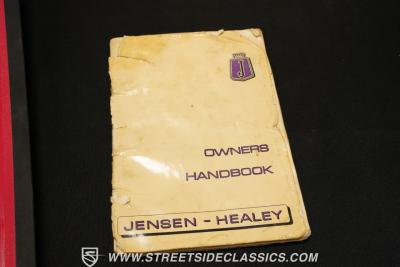 J
OWNERS
HANDBOOK
JENSEN - HEALEY
WWW.STREETSIDECLASSICS.COM